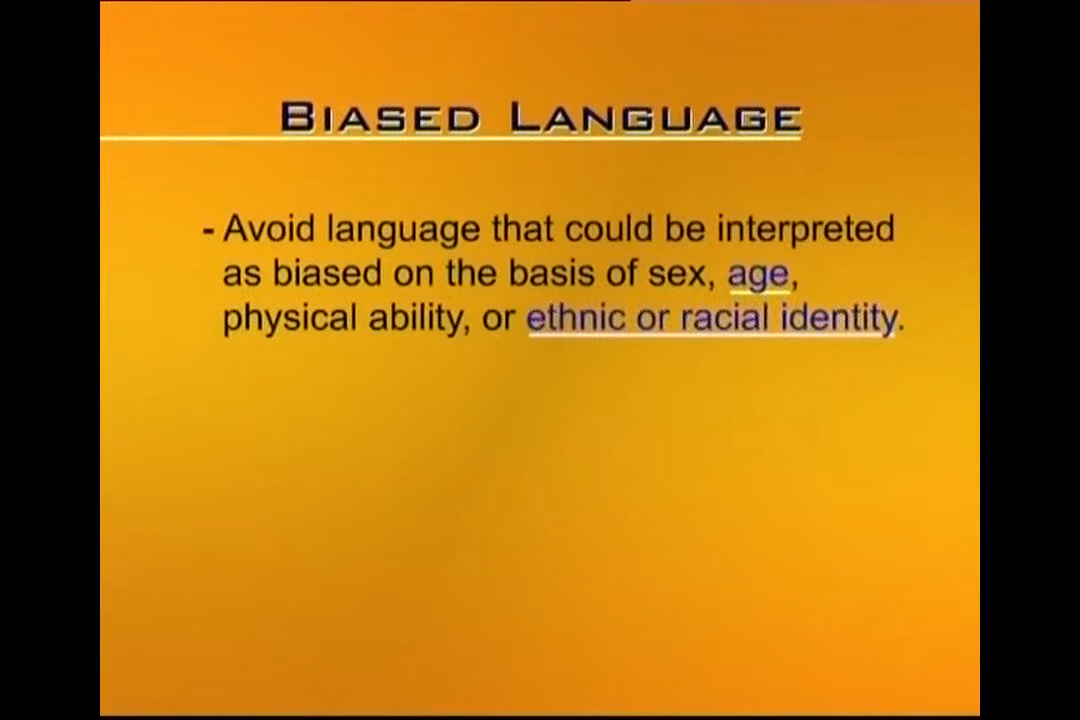 BIASED LANGUAGE
- Avoid language that could be interpreted
as biased on the basis of sex, age,
physical ability, or ethnic or racial identity.